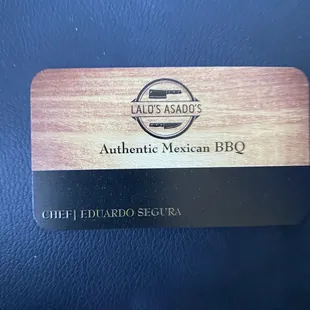 LALO'S ASADO'S
Authentic Mexican BBQ
CHEF| EDUARDO SEGURA